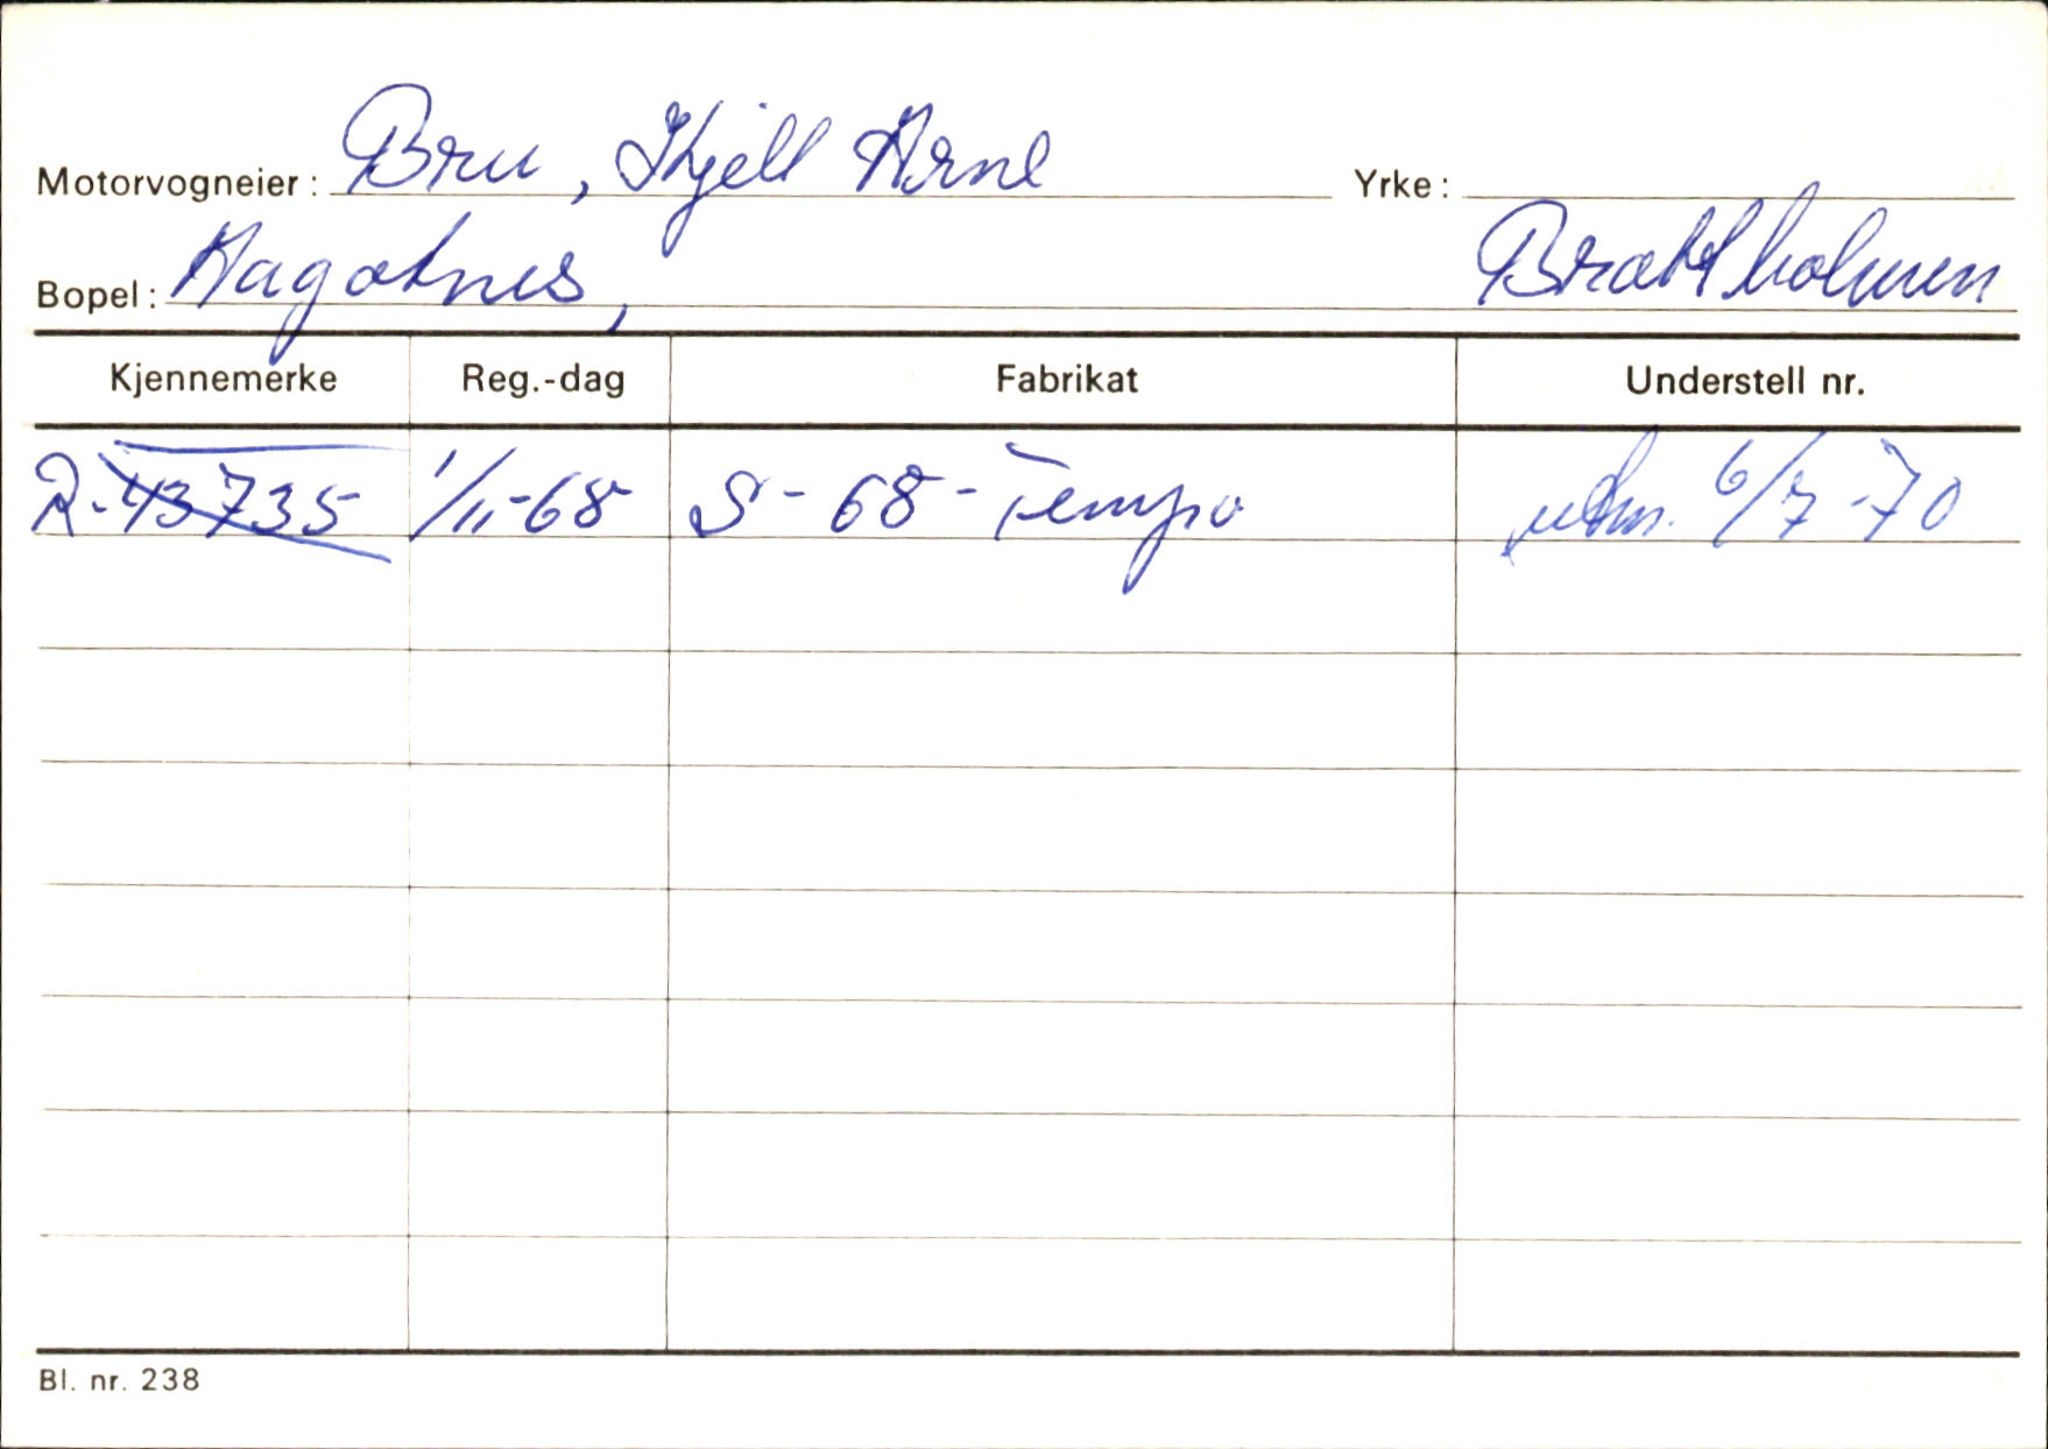 Motorvogneier: Bru, Kjell Arne Yrke:
Bopel: Hagatnes, Brattholmen
Kjennemerke Reg.-dag Fabrikat Understell nr.
R-43735 1/11-68 S-68-Tempo utm. 6/7-70
Bl. nr. 238